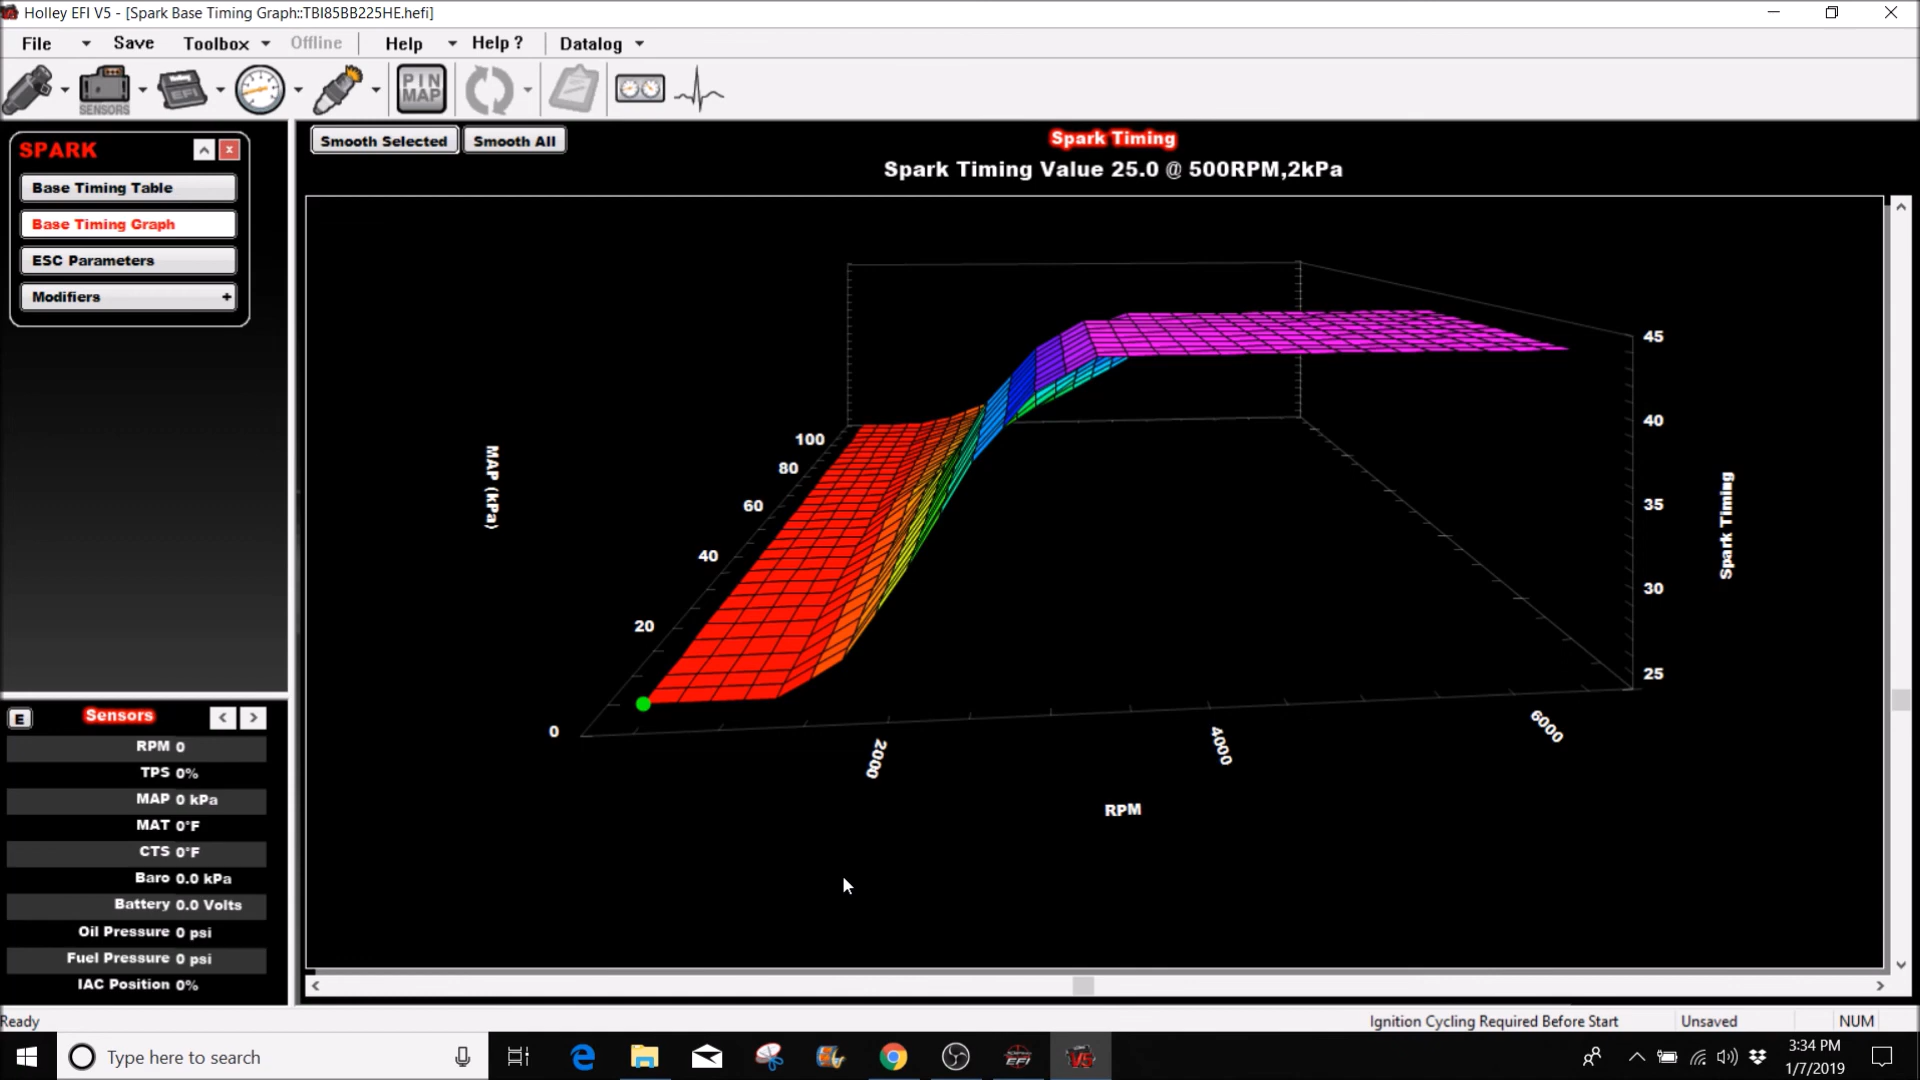 Holley EFI V5 - [Spark Base Timing Graph::TBI85BB225HE.hefi]
File Save Toolbox Offline Help Help ? Datalog
SENSORS EFI PIN MAP
Smooth Selected Smooth All
Spark Timing
Spark Timing Value 25.0 @ 500RPM,2kPa
SPARK
Base Timing Table
Base Timing Graph
ESC Parameters
Modifiers +
MAP (kPa)
100
80
60
40
20
0
2000
4000
6000
RPM
45
40
35
30
25
Spark Timing
E Sensors < >
RPM 0
TPS 0%
MAP 0 kPa
MAT 0°F
CTS 0°F
Baro 0.0 kPa
Battery 0.0 Volts
Oil Pressure 0 psi
Fuel Pressure 0 psi
IAC Position 0%
Ready Ignition Cycling Required Before Start Unsaved NUM
Type here to search
EFI V5
3:34 PM
1/7/2019